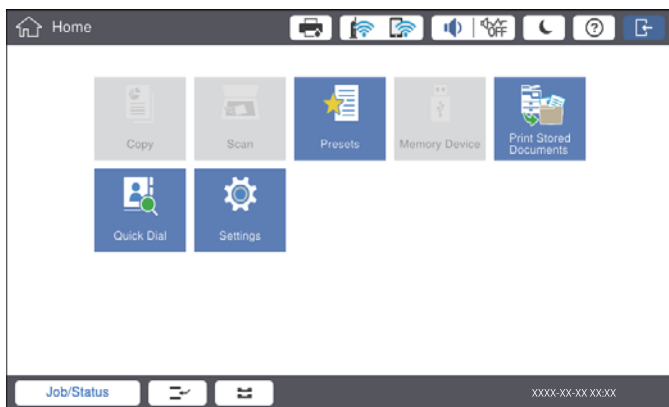 Home
OFF
Copy
Scan
Presets
Memory Device
Print Stored
Documents
Quick Dial
Settings
Job/Status
XXXX-XX-XX XX:XX